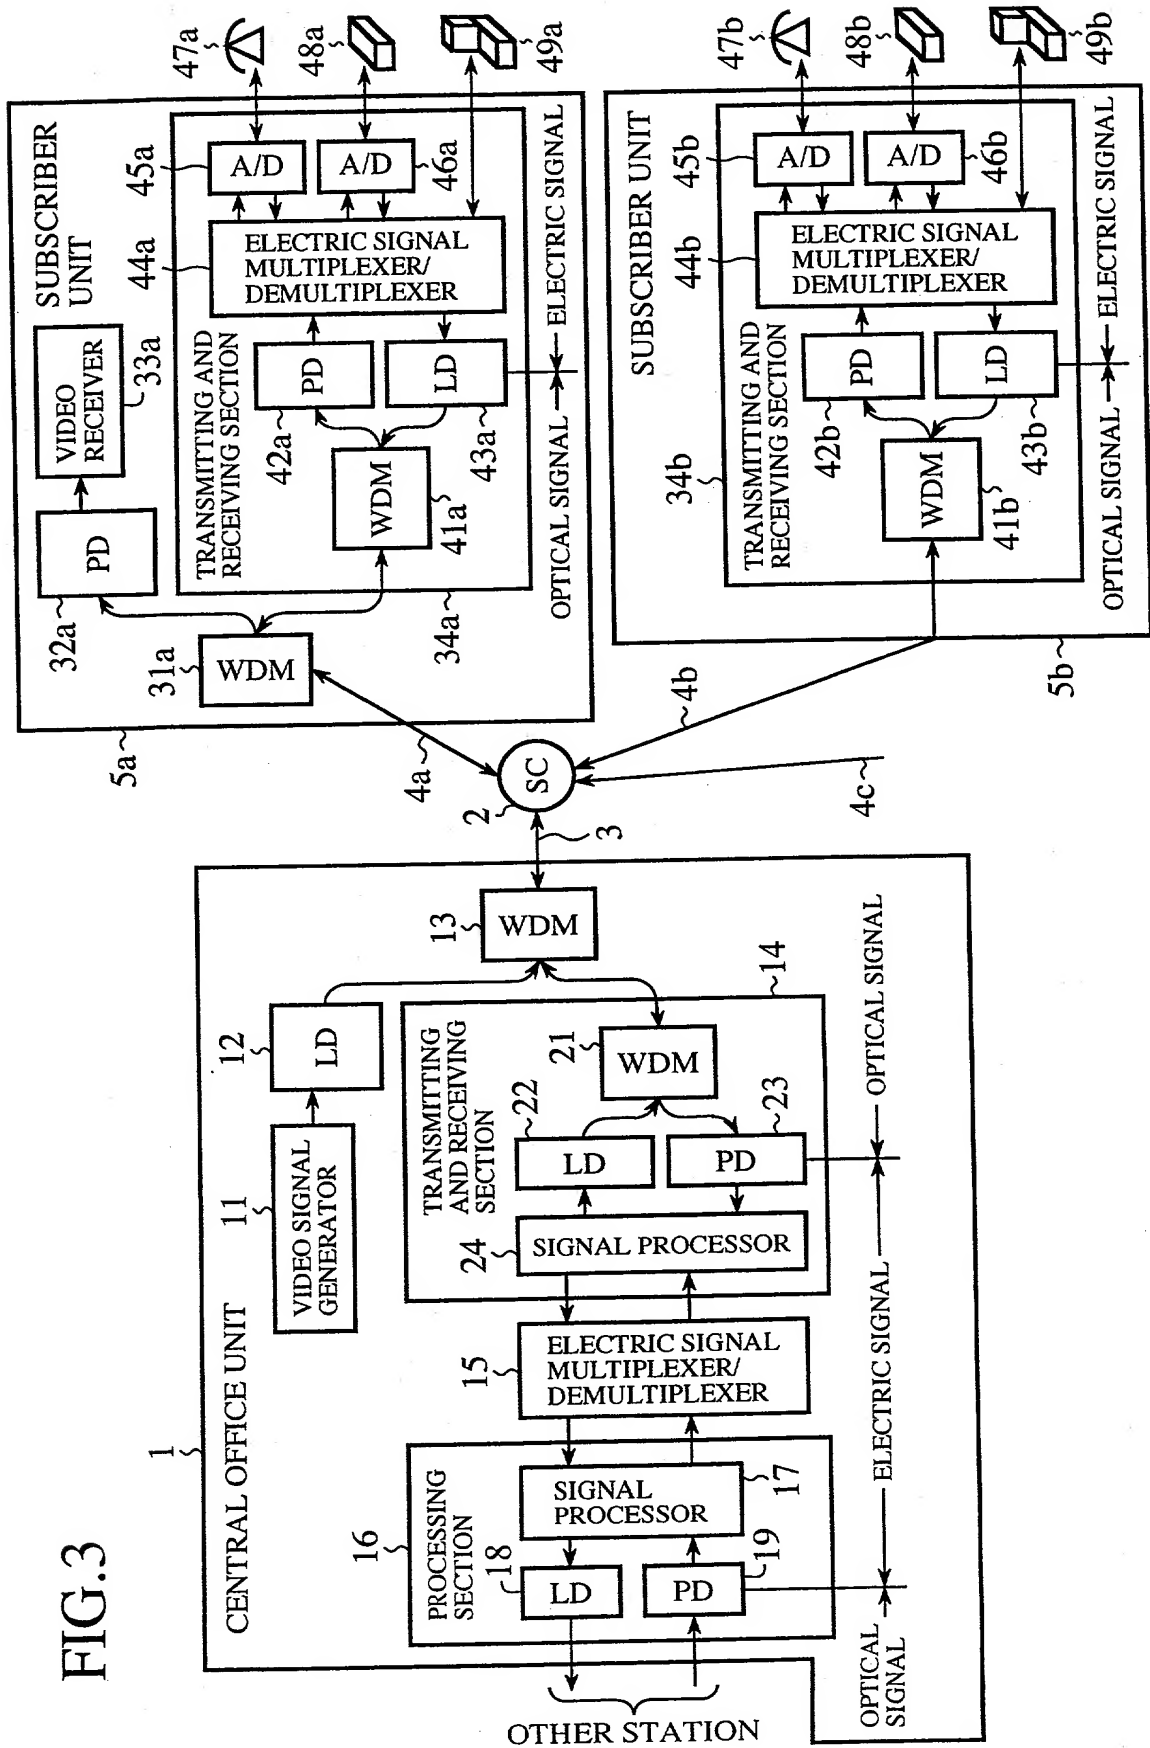 FIG.3
CENTRAL OFFICE UNIT
1
11
VIDEO SIGNAL
GENERATOR
12
LD
13
WDM
3
2
SC
16
PROCESSING
SECTION
18
LD
PD
19
SIGNAL
PROCESSOR
17
OTHER STATION
15
ELECTRIC SIGNAL
MULTIPLEXER/
DEMULTIPLEXER
TRANSMITTING
AND RECEIVING
SECTION
14
24
SIGNAL PROCESSOR
22
LD
PD
23
21
WDM
OPTICAL
SIGNAL
ELECTRIC SIGNAL
OPTICAL SIGNAL
4a
4b
4c
5a
SUBSCRIBER
UNIT
31a
WDM
32a
PD
VIDEO
RECEIVER
33a
34a
TRANSMITTING AND
RECEIVING SECTION
WDM
41a
42a
PD
LD
43a
44a
ELECTRIC SIGNAL
MULTIPLEXER/
DEMULTIPLEXER
45a
A/D
A/D
46a
47a
48a
49a
OPTICAL SIGNAL
ELECTRIC SIGNAL
5b
SUBSCRIBER UNIT
34b
TRANSMITTING AND
RECEIVING SECTION
WDM
41b
42b
PD
LD
43b
44b
ELECTRIC SIGNAL
MULTIPLEXER/
DEMULTIPLEXER
45b
A/D
A/D
46b
47b
48b
49b
OPTICAL SIGNAL
ELECTRIC SIGNAL